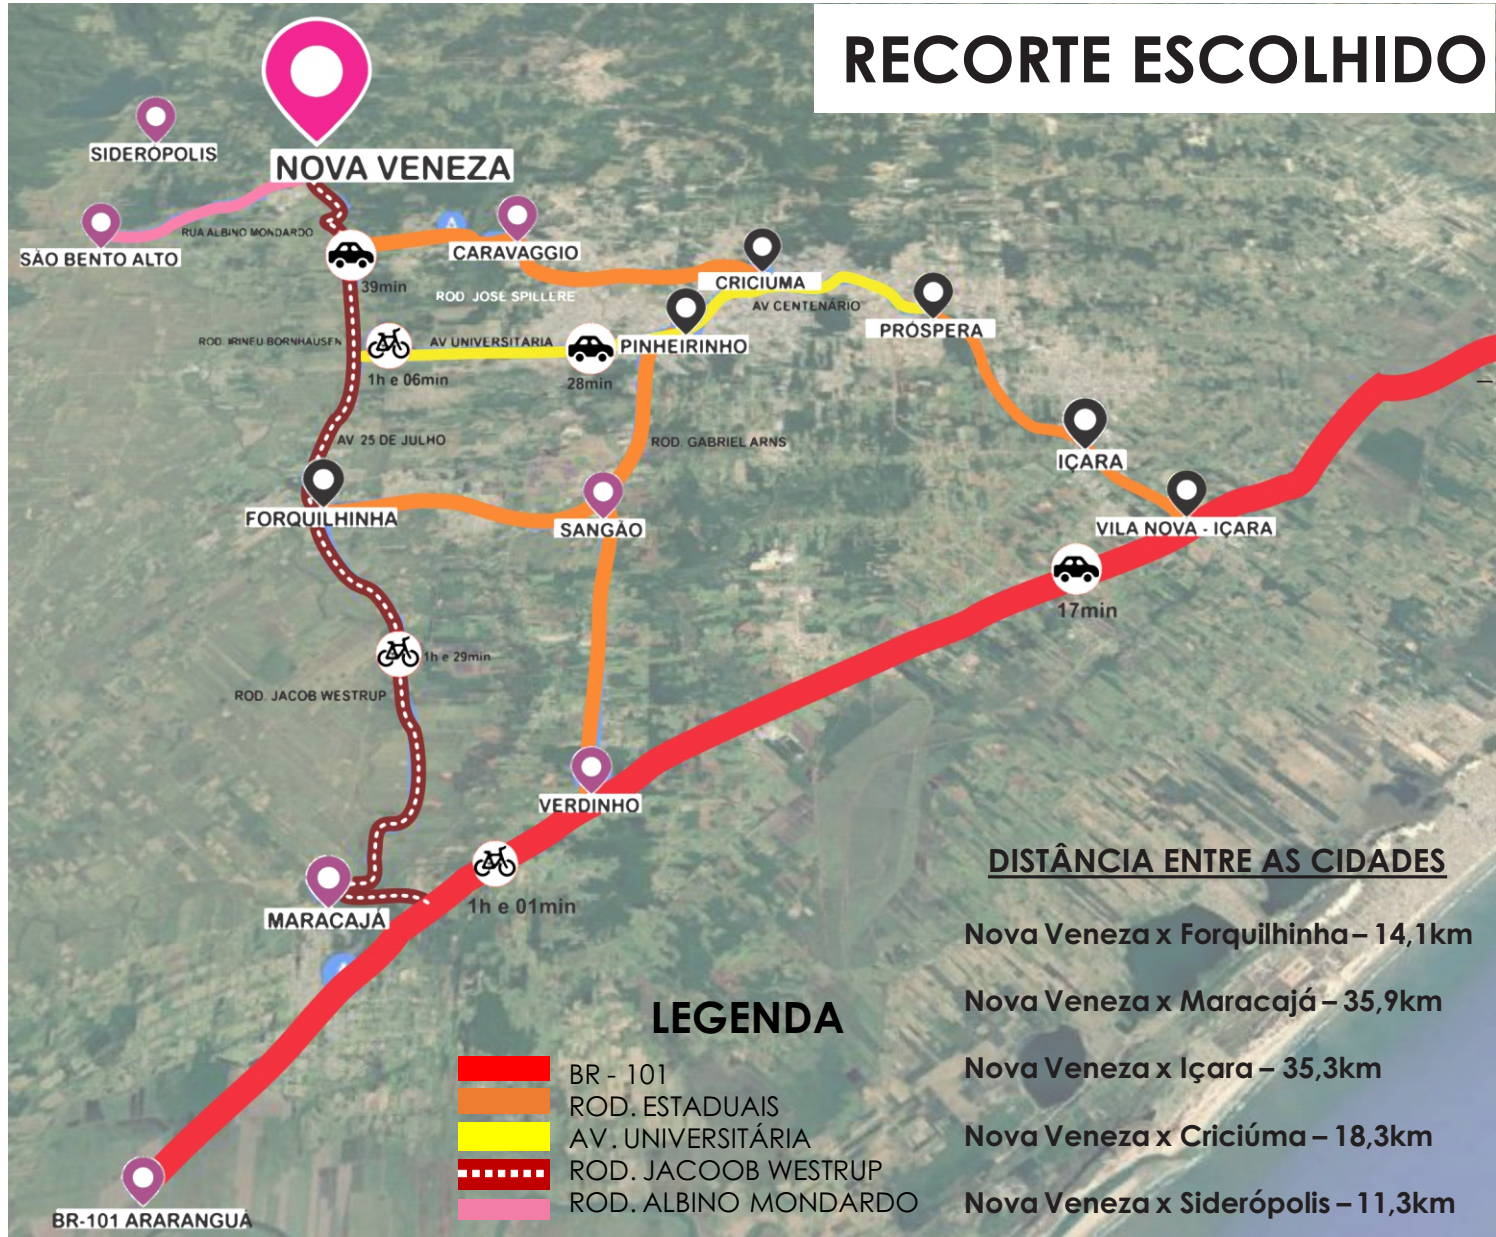 RECORTE ESCOLHIDO
SIDERÓPOLIS
NOVA VENEZA
SÃO BENTO ALTO
RUA ALBINO MONDARDO
A
CARAVAGGIO
39min
ROD. JOSE SPILLERE
CRICIUMA
AV CENTENÁRIO
PRÓSPERA
ROD. IRINEU BORNHAUSEN
AV UNIVERSITARIA
PINHEIRINHO
1h e 06min
28min
AV. 25 DE JULHO
ROD. GABRIEL ARNS
IÇARA
FORQUILHINHA
SANGÃO
VILA NOVA - IÇARA
17min
1h e 29min
ROD. JACOB WESTRUP
VERDINHO
MARACAJÁ
1h e 01min
BR-101 ARARANGUÁ
LEGENDA
BR - 101
ROD. ESTADUAIS
AV. UNIVERSITÁRIA
ROD. JACOOB WESTRUP
ROD. ALBINO MONDARDO
DISTÂNCIA ENTRE AS CIDADES
Nova Veneza x Forquilhinha – 14,1km
Nova Veneza x Maracajá – 35,9km
Nova Veneza x Içara – 35,3km
Nova Veneza x Criciúma – 18,3km
Nova Veneza x Siderópolis – 11,3km